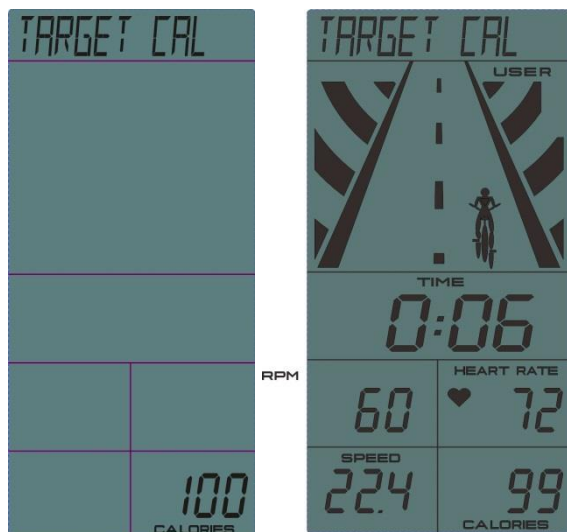 TARGET CAL
100
CALORIES
TARGET CAL
USER
TIME
0:06
RPM
60
HEART RATE
72
SPEED
22.4
99
CALORIES